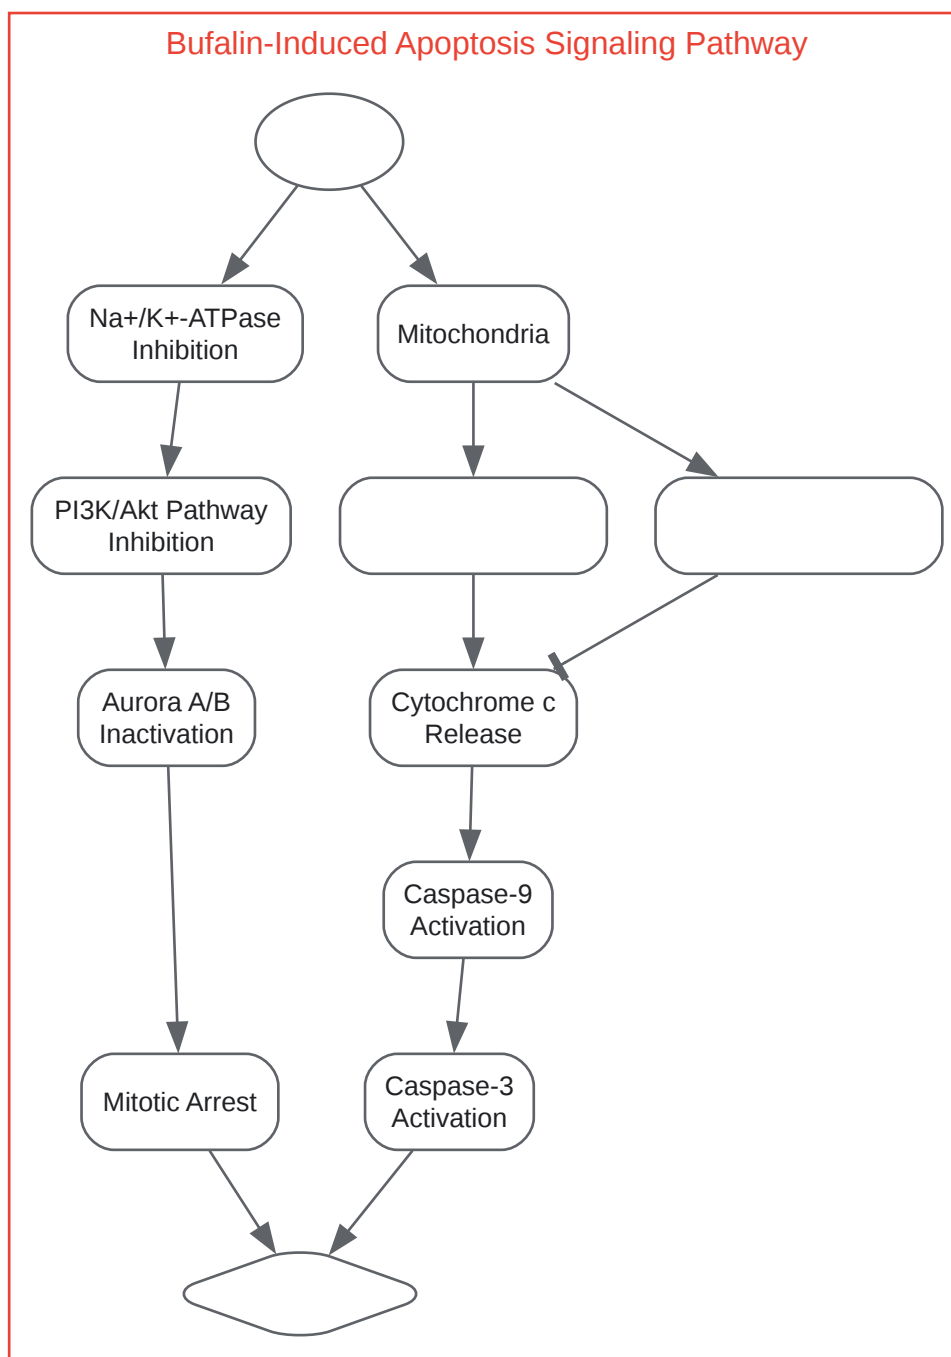 Bufalin-Induced Apoptosis Signaling Pathway
Na+/K+-ATPase
Inhibition
Mitochondria
PI3K/Akt Pathway
Inhibition
Aurora A/B
Inactivation
Cytochrome c
Release
Caspase-9
Activation
Mitotic Arrest
Caspase-3
Activation